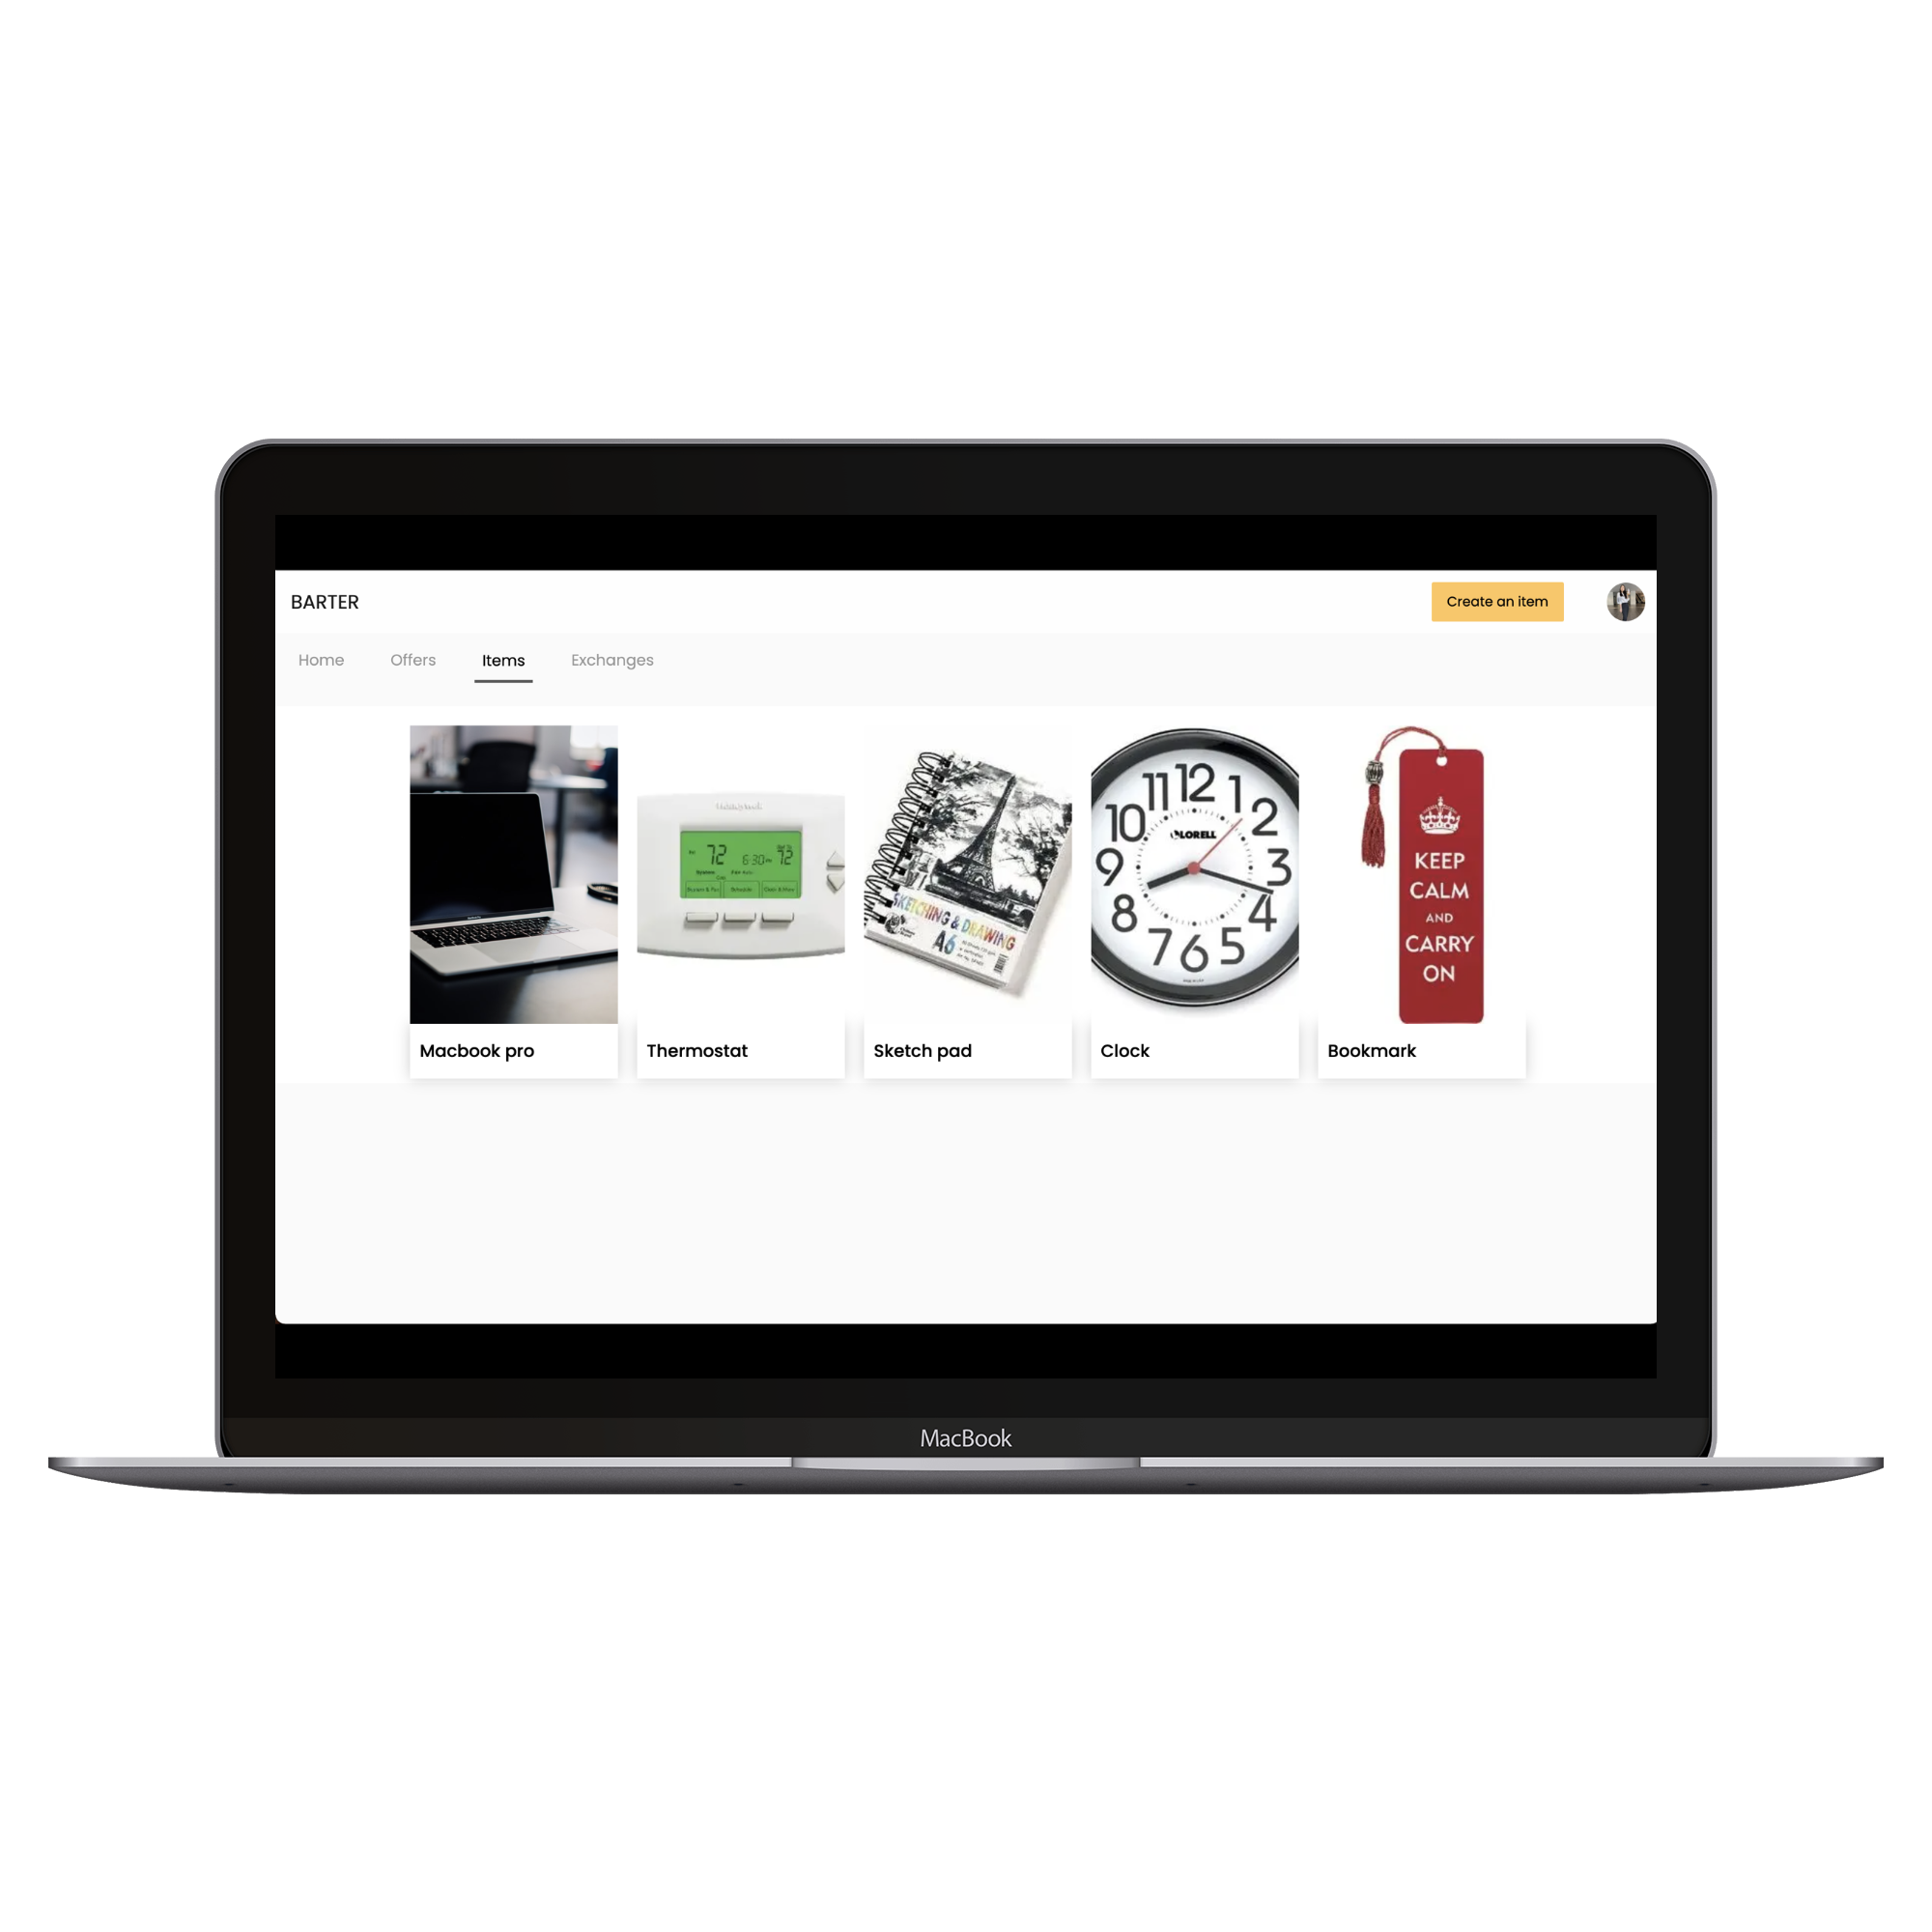 BARTER
Create an item
Home
Offers
Items
Exchanges
72
6:30
72
SKETCHING & DRAWING
A6
12
1
2
3
4
5
6
7
8
9
10
11
LORELL
KEEP
CALM
AND
CARRY
ON
Macbook pro
Thermostat
Sketch pad
Clock
Bookmark
MacBook